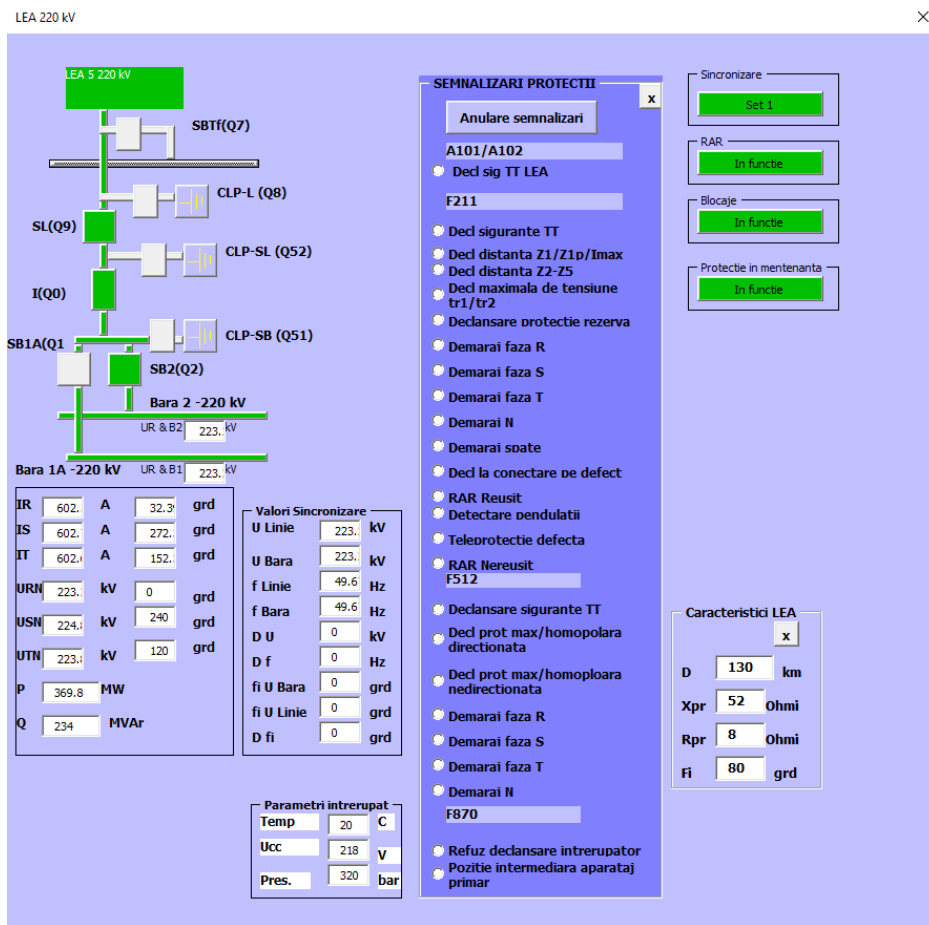 LEA 220 kV
LEA 5 220 kV
SBTf(Q7)
CLP-L (Q8)
SL(Q9)
CLP-SL (Q52)
I(Q0)
CLP-SB (Q51)
SB1A(Q1
SB2(Q2)
Bara 2 -220 kV
UR & B2 223. kV
Bara 1A -220 kV UR & B1 223. kV
IR 602. A 32.39 grd
IS 602. A 272. grd
IT 602.6 A 152. grd
URN 223. kV 0 grd
USN 224.8 kV 240 grd
UTN 223.8 kV 120 grd
P 369.8 MW
Q 234 MVAr
Valori Sincronizare
U Linie 223. kV
U Bara 223. kV
f Linie 49.6 Hz
f Bara 49.6 Hz
D U 0 kV
D f 0 Hz
fi U Bara 0 grd
fi U Linie 0 grd
D fi 0 grd
Parametri intrerupat
Temp 20 C
Ucc 218 V
Pres. 320 bar
SEMNALIZARI PROTECTII
x
Anulare semnalizari
A101/A102
Decl sig TT LEA
F211
Decl sigurante TT
Decl distanta Z1/Z1p/Imax
Decl distanta Z2-Z5
Decl maximala de tensiune
tr1/tr2
Declansare protectie rezerva
Demarai faza R
Demarai faza S
Demarai faza T
Demarai N
Demarai spate
Decl la conectare pe defect
RAR Reusit
Detectare pendulatii
Teleprotectie defecta
RAR Nereusit
F512
Declansare sigurante TT
Decl prot max/homopolara
directionata
Decl prot max/homoploara
nedirectionata
Demarai faza R
Demarai faza S
Demarai faza T
Demarai N
F870
Refuz declansare intrerupator
Pozitie intermediara aparataj
primar
Sincronizare
Set 1
RAR
In functie
Blocaje
In functie
Protectie in mentenanta
In functie
Caracteristici LEA
x
D 130 km
Xpr 52 Ohmi
Rpr 8 Ohmi
Fi 80 grd